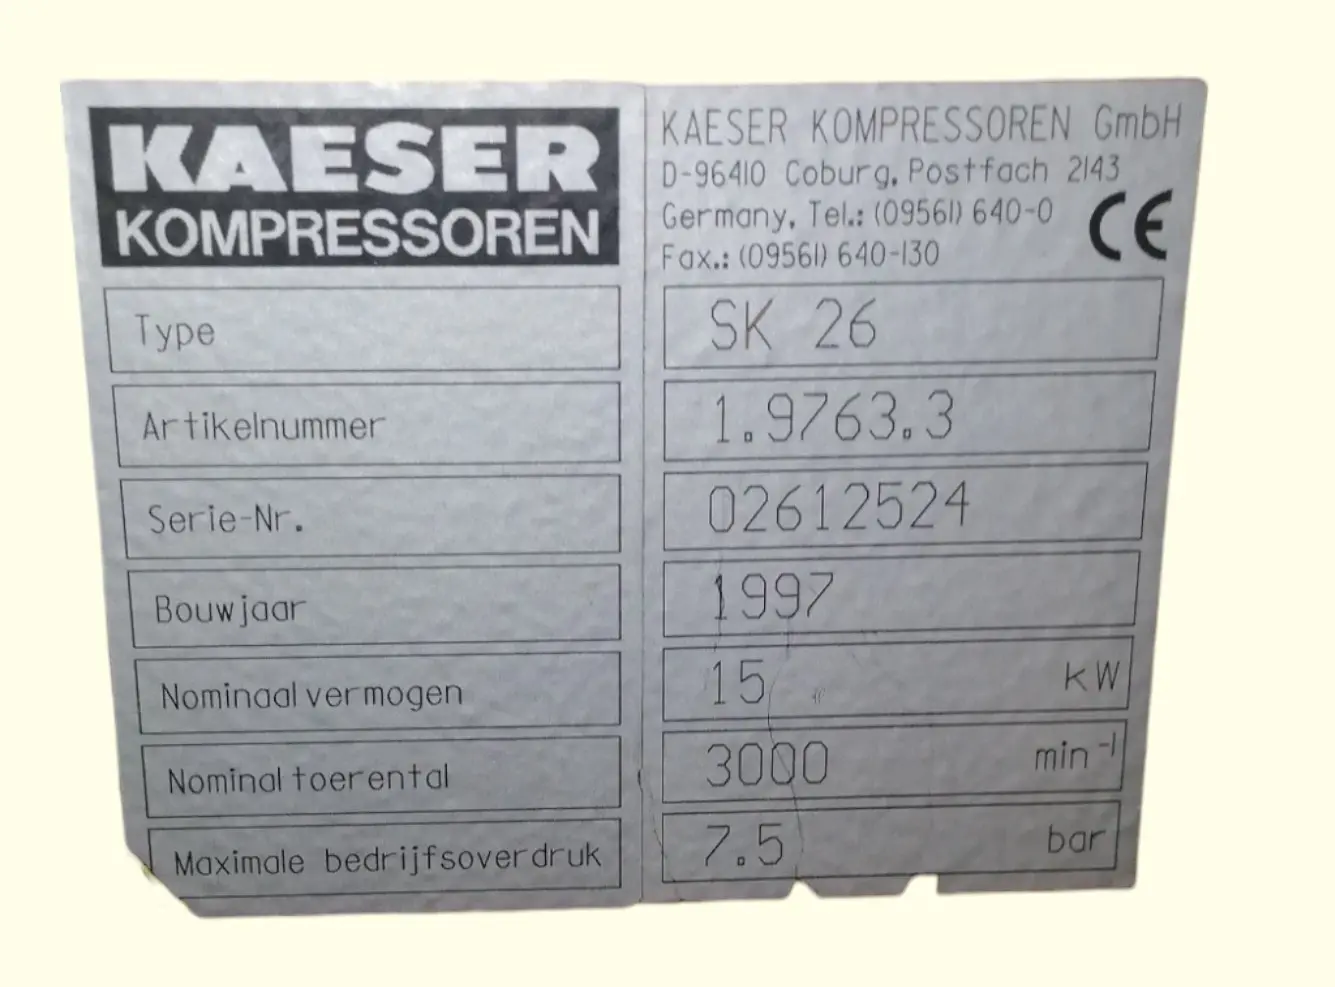 KAESER
KOMPRESSOREN
KAESER KOMPRESSOREN GmbH
D-96410 Coburg, Postfach 2143
Germany, Tel.: (09561) 640-0
Fax.: (09561) 640-130
CE
Type SK 26
Artikelnummer 1.9763.3
Serie-Nr. 02612524
Bouwjaar 1997
Nominaal vermogen 15 kW
Nominal toerental 3000 min⁻¹
Maximale bedrijfsoverdruk 7.5 bar